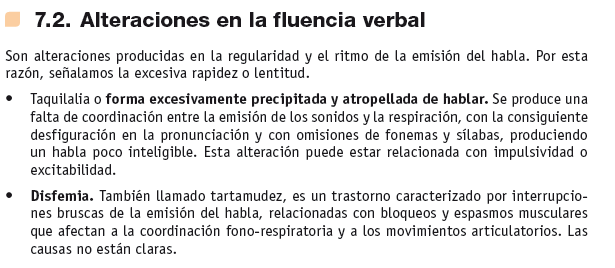 7.2. Alteraciones en la fluencia verbal
Son alteraciones producidas en la regularidad y el ritmo de la emisión del habla. Por esta
razón, señalamos la excesiva rapidez o lentitud.
• Taquilalia o forma excesivamente precipitada y atropellada de hablar. Se produce una
falta de coordinación entre la emisión de los sonidos y la respiración, con la consiguiente
desfiguración en la pronunciación y con omisiones de fonemas y sílabas, produciendo
un habla poco inteligible. Esta alteración puede estar relacionada con impulsividad o
excitabilidad.
• Disfemia. También llamado tartamudez, es un trastorno caracterizado por interrupcio-
nes bruscas de la emisión del habla, relacionadas con bloqueos y espasmos musculares
que afectan a la coordinación fono-respiratoria y a los movimientos articulatorios. Las
causas no están claras.